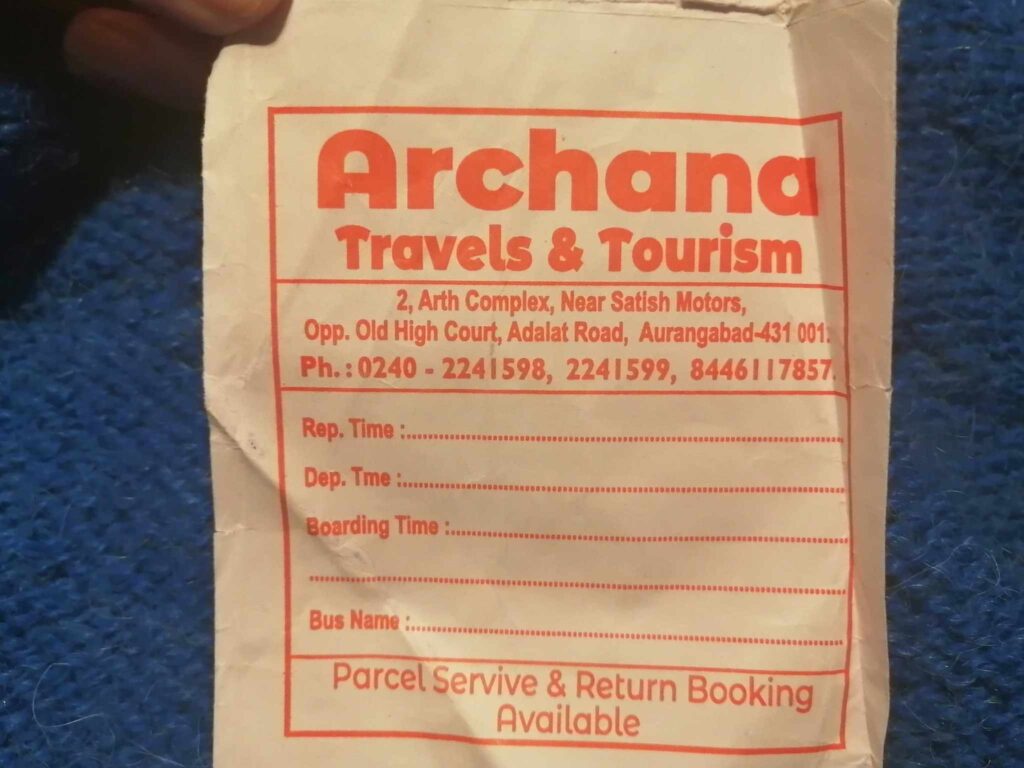 Archana
Travels & Tourism
2, Arth Complex, Near Satish Motors,
Opp. Old High Court, Adalat Road, Aurangabad-431 001.
Ph. : 0240 - 2241598, 2241599, 8446117857.
Rep. Time :
Dep. Tme :
Boarding Time :
Bus Name :
Parcel Servive & Return Booking
Available